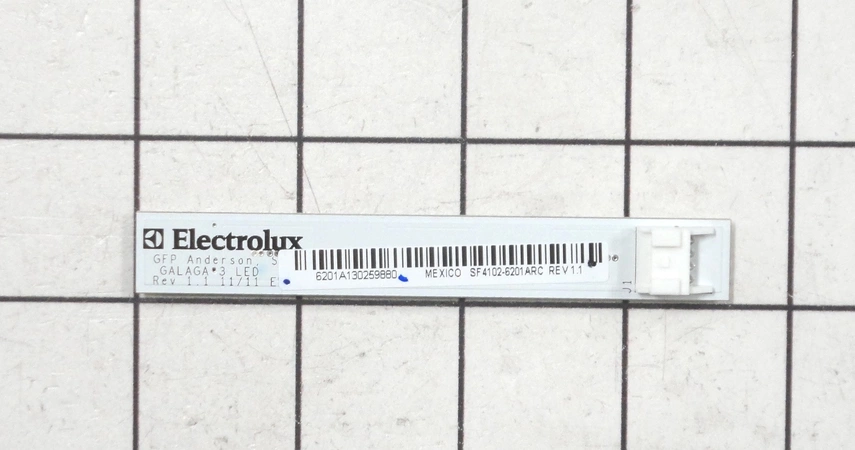 Electrolux
GFP Anderson, S
GALAGA*3 LED
Rev 1.1 11/11 E
6201A130259880 MEXICO SF4102-6201ARC REV1.1
J1